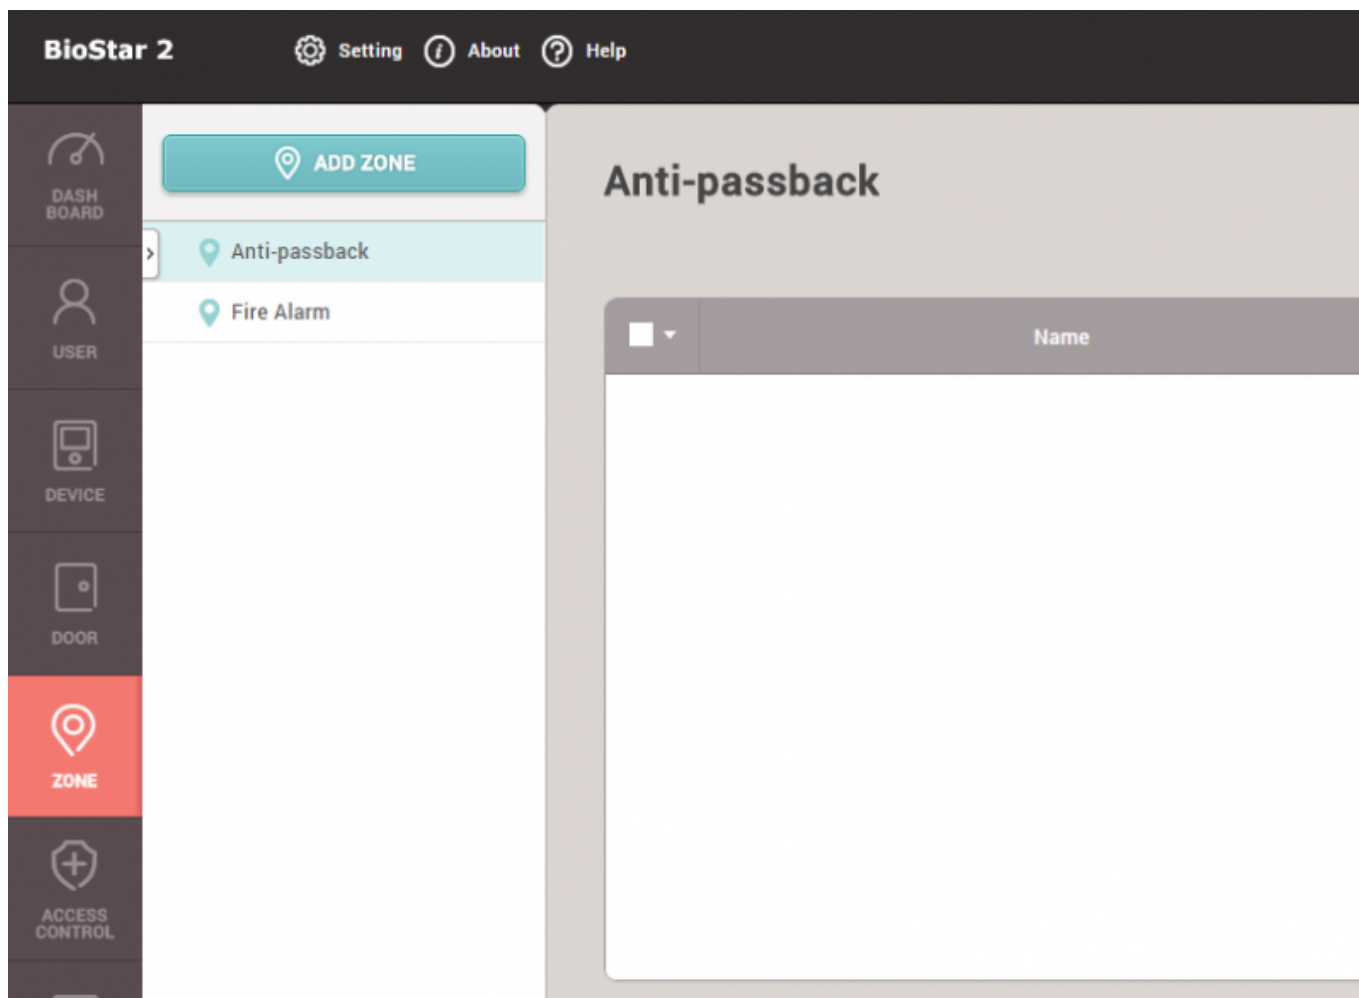 BioStar 2
Setting
About
Help
DASH
BOARD
USER
DEVICE
DOOR
ZONE
ACCESS
CONTROL
ADD ZONE
Anti-passback
Fire Alarm
Anti-passback
Name